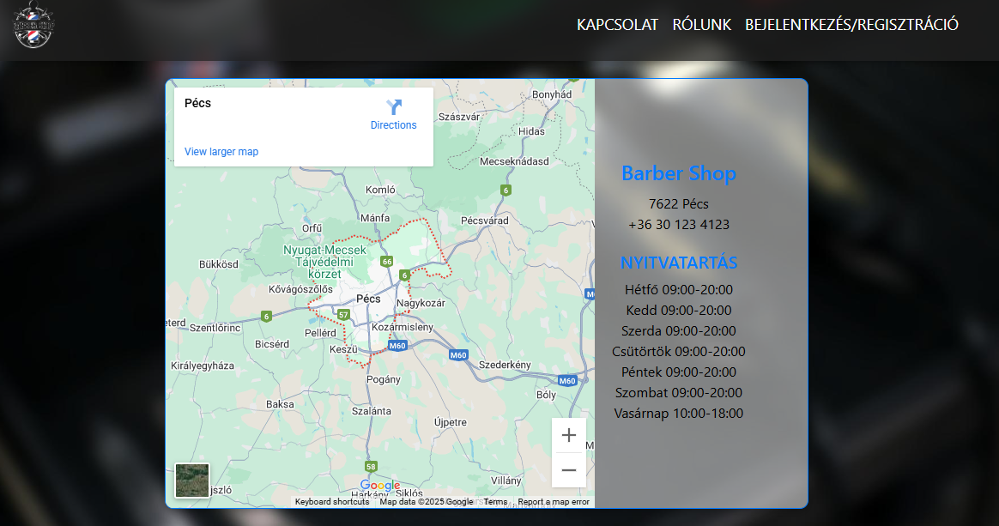 BARBER SHOP
KAPCSOLAT RÓLUNK BEJELENTKEZÉS/REGISZTRÁCIÓ
Pécs
Directions
View larger map
Bonyhád
Szászvár
Hidas
Mecseknádasd
Komló
6
Mánfa
Pécsvárad
Orfű
Nyugat-Mecsek
Tájvédelmi
körzet
Bükkösd
66
6
Kővágószőlős
Pécs
Nagykozár
6
57
Szentlőrinc
Pellérd
Kozármisleny
Bicsérd
Keszü
M60
M60
Királyegyháza
Szederkény
Pogány
M60
Bóly
Baksa
Szalánta
Újpetre
58
Villány
Google
Harkány
Siklós
Keyboard shortcuts Map data ©2025 Google Terms Report a map error
Barber Shop
7622 Pécs
+36 30 123 4123
NYITVATARTÁS
Hétfő 09:00-20:00
Kedd 09:00-20:00
Szerda 09:00-20:00
Csütörtök 09:00-20:00
Péntek 09:00-20:00
Szombat 09:00-20:00
Vasárnap 10:00-18:00